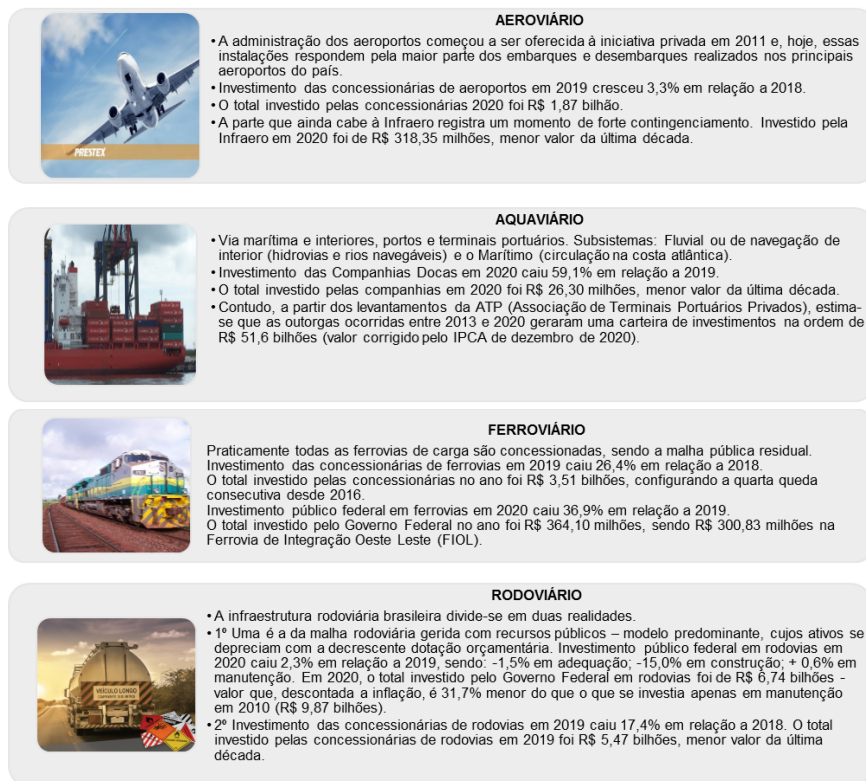 AEROVIÁRIO
• A administração dos aeroportos começou a ser oferecida à iniciativa privada em 2011 e, hoje, essas
instalações respondem pela maior parte dos embarques e desembarques realizados nos principais
aeroportos do país.
• Investimento das concessionárias de aeroportos em 2019 cresceu 3,3% em relação a 2018.
• O total investido pelas concessionárias 2020 foi R$ 1,87 bilhão.
• A parte que ainda cabe à Infraero registra um momento de forte contingenciamento. Investido pela
Infraero em 2020 foi de R$ 318,35 milhões, menor valor da última década.
PRESTEX
AQUAVIÁRIO
• Via marítima e interiores, portos e terminais portuários. Subsistemas: Fluvial ou de navegação de
interior (hidrovias e rios navegáveis) e o Marítimo (circulação na costa atlântica).
• Investimento das Companhias Docas em 2020 caiu 59,1% em relação a 2019.
• O total investido pelas companhias em 2020 foi R$ 26,30 milhões, menor valor da última década.
• Contudo, a partir dos levantamentos da ATP (Associação de Terminais Portuários Privados), estima-
se que as outorgas ocorridas entre 2013 e 2020 geraram uma carteira de investimentos na ordem de
R$ 51,6 bilhões (valor corrigido pelo IPCA de dezembro de 2020).
FERROVIÁRIO
Praticamente todas as ferrovias de carga são concessionadas, sendo a malha pública residual.
Investimento das concessionárias de ferrovias em 2019 caiu 26,4% em relação a 2018.
O total investido pelas concessionárias no ano foi R$ 3,51 bilhões, configurando a quarta queda
consecutiva desde 2016.
Investimento público federal em ferrovias em 2020 caiu 36,9% em relação a 2019.
O total investido pelo Governo Federal no ano foi R$ 364,10 milhões, sendo R$ 300,83 milhões na
Ferrovia de Integração Oeste Leste (FIOL).
RODOVIÁRIO
• A infraestrutura rodoviária brasileira divide-se em duas realidades.
• 1º Uma é a da malha rodoviária gerida com recursos públicos – modelo predominante, cujos ativos se
depreciam com a decrescente dotação orçamentária. Investimento público federal em rodovias em
2020 caiu 2,3% em relação a 2019, sendo: -1,5% em adequação; -15,0% em construção; + 0,6% em
manutenção. Em 2020, o total investido pelo Governo Federal em rodovias foi de R$ 6,74 bilhões -
valor que, descontada a inflação, é 31,7% menor do que o que se investia apenas em manutenção
em 2010 (R$ 9,87 bilhões).
• 2º Investimento das concessionárias de rodovias em 2019 caiu 17,4% em relação a 2018. O total
investido pelas concessionárias de rodovias em 2019 foi R$ 5,47 bilhões, menor valor da última
década.
VEÍCULO LONGO